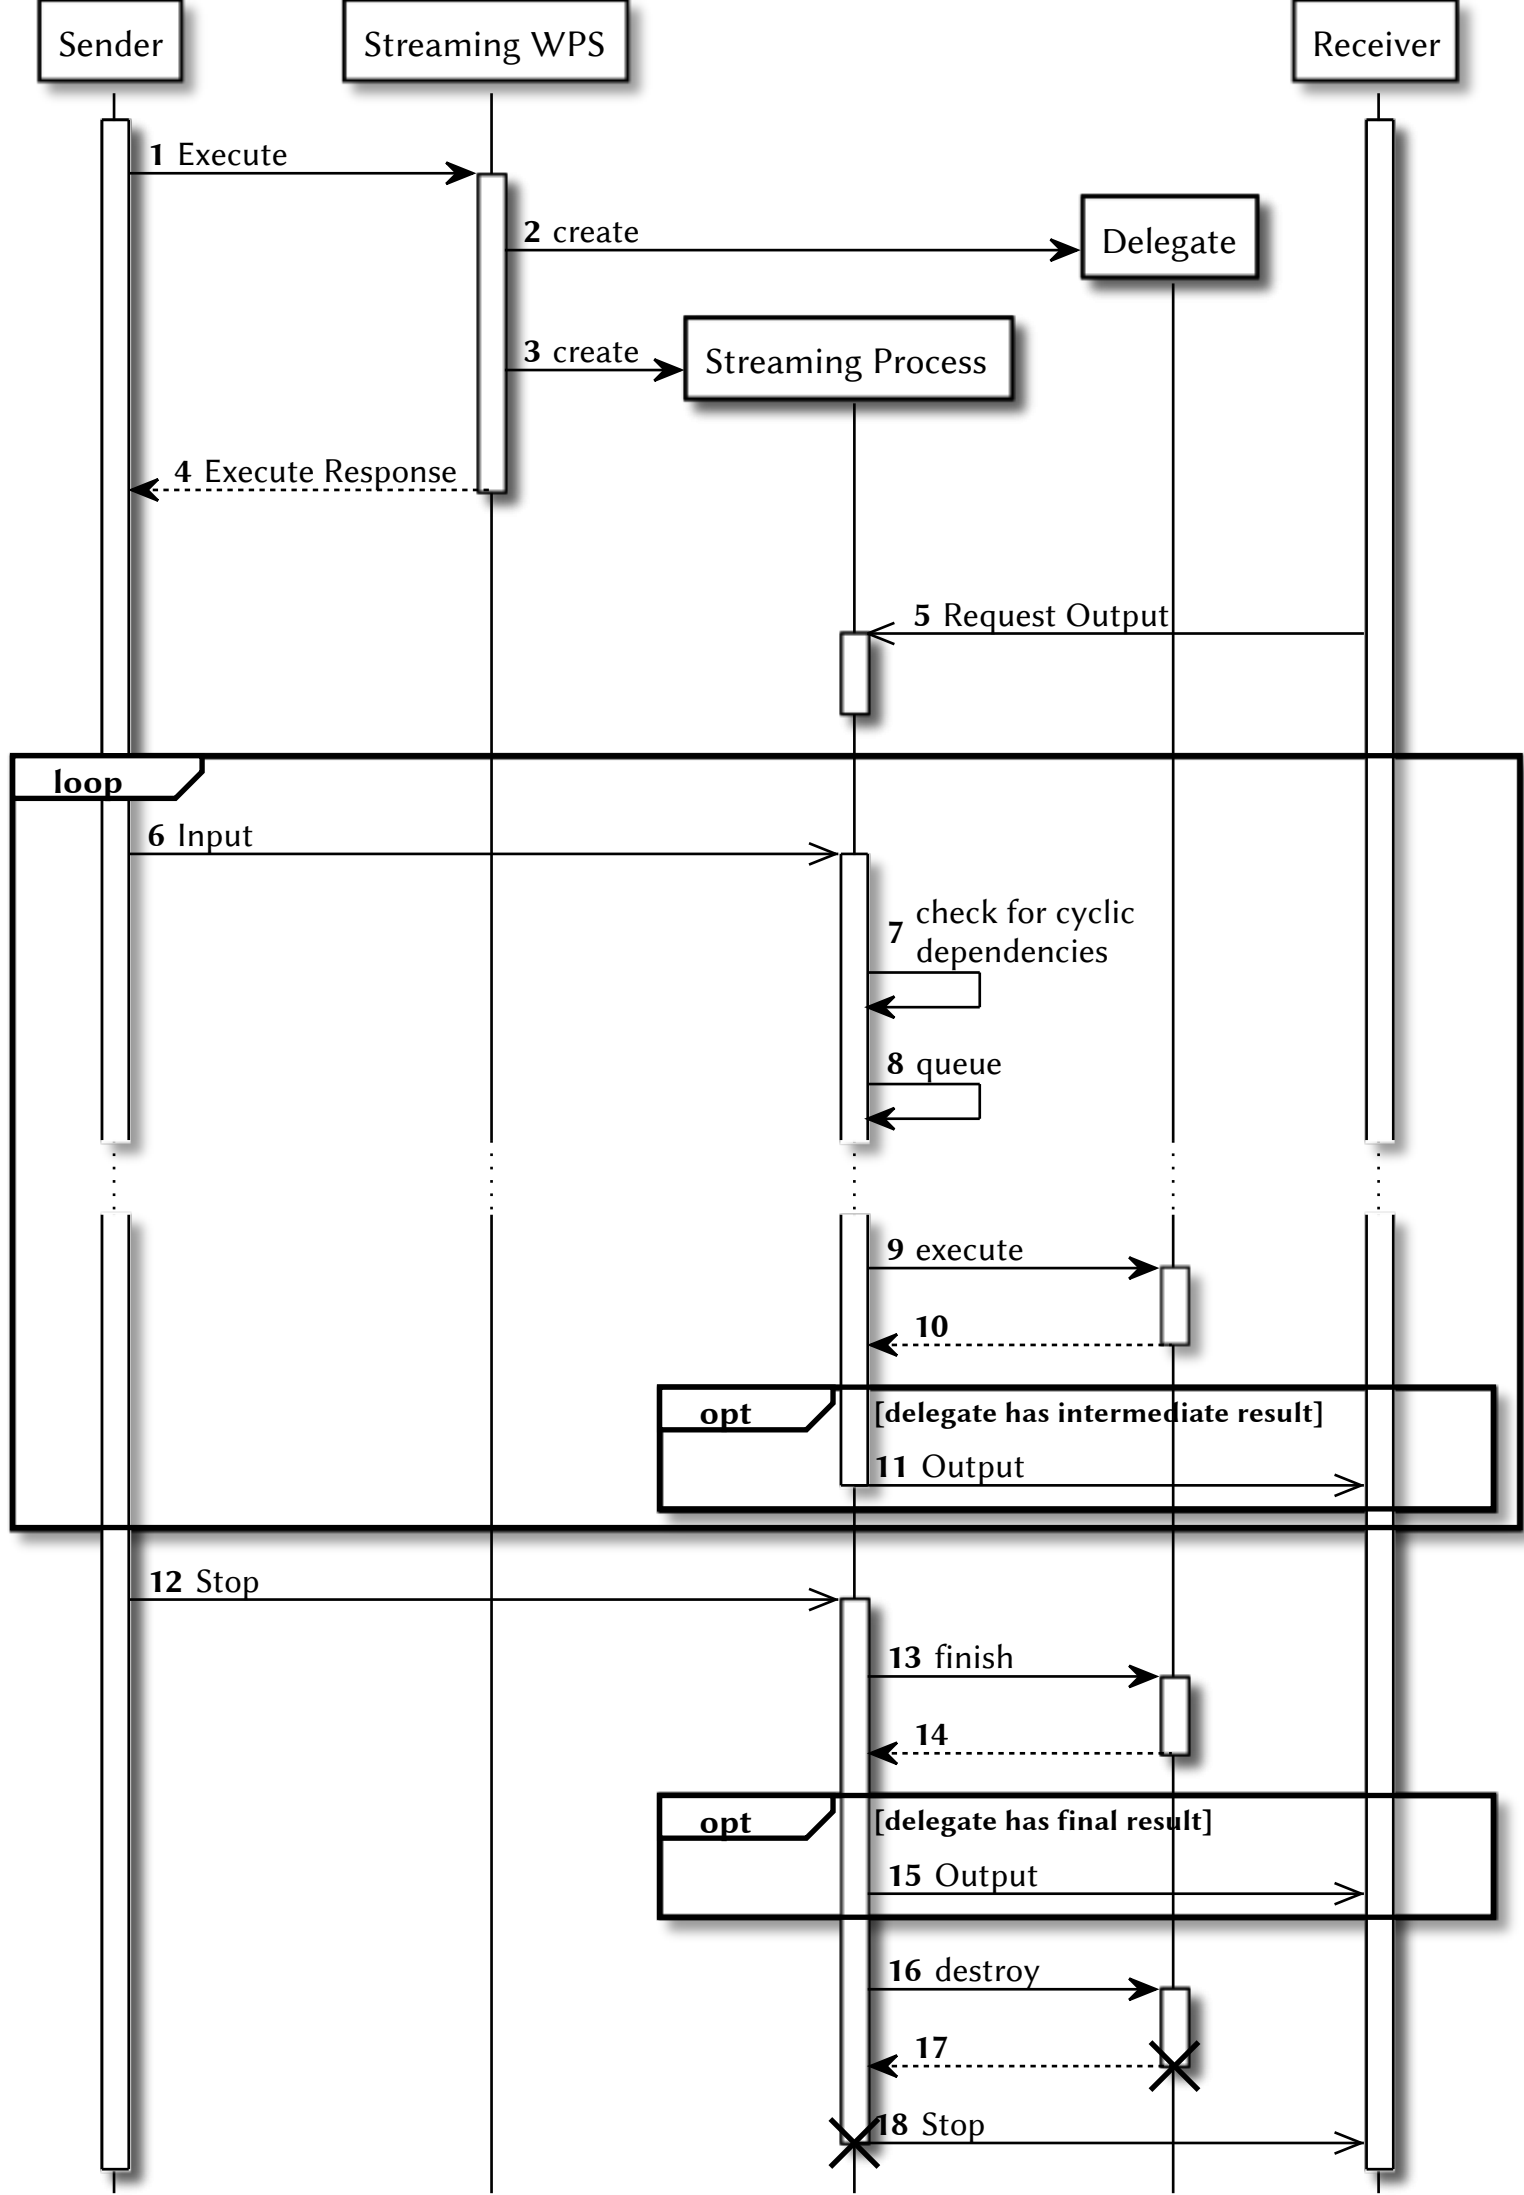 Sender
Streaming WPS
Receiver
1 Execute
2 create
Delegate
3 create
Streaming Process
4 Execute Response
5 Request Output
loop
6 Input
7 check for cyclic
dependencies
8 queue
9 execute
10
opt
[delegate has intermediate result]
11 Output
12 Stop
13 finish
14
opt
[delegate has final result]
15 Output
16 destroy
17
18 Stop